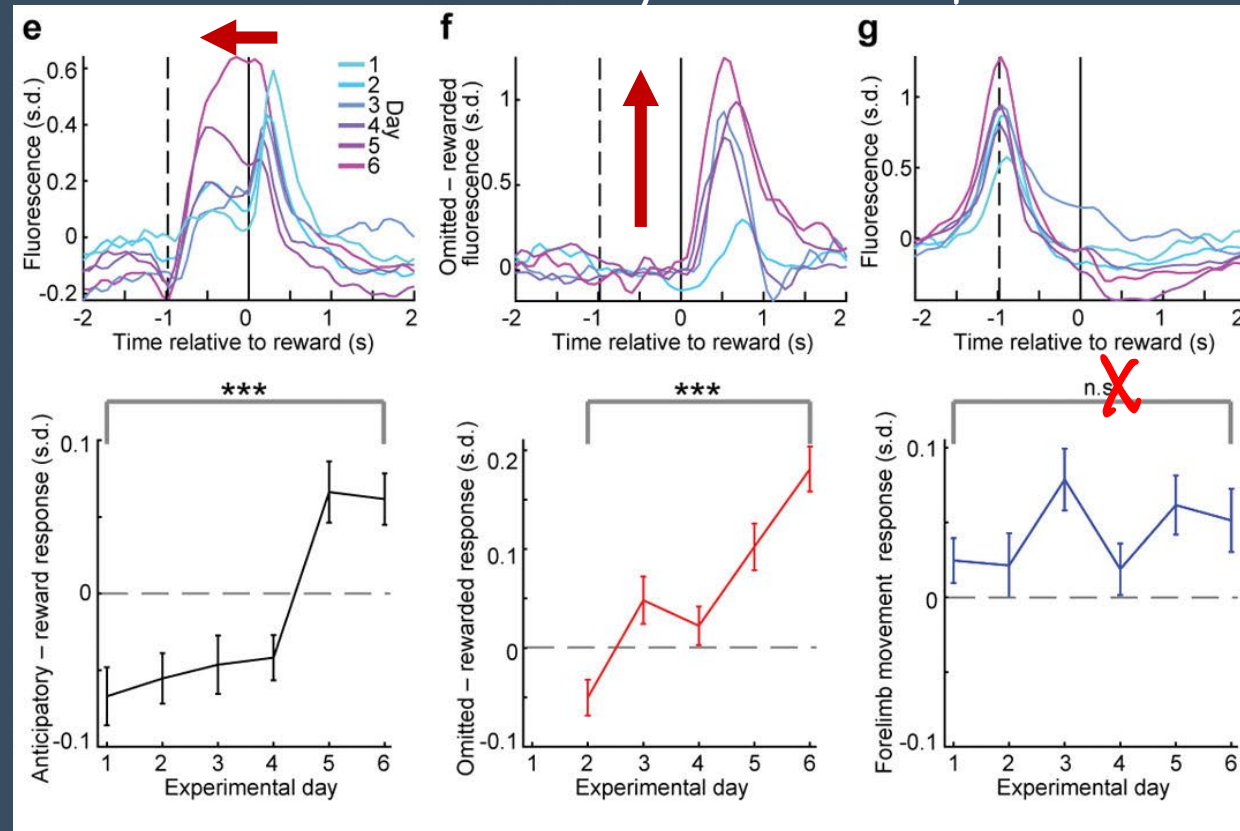 e
f
g
Fluorescence (s.d.)
0.6
0.4
0.2
0
-0.2
-2 -1 0 1 2
Time relative to reward (s)
1
2
3
4
5
6
Day
Omitted – rewarded
fluorescence (s.d.)
1
0.5
0
-2 -1 0 1 2
Time relative to reward (s)
Fluorescence (s.d.)
1
0.5
0
-2 -1 0 1 2
Time relative to reward (s)
***
Anticipatory – reward response (s.d.)
0.1
0
-0.1
1 2 3 4 5 6
Experimental day
***
Omitted – rewarded response (s.d.)
0.2
0.1
0
-0.1
1 2 3 4 5 6
Experimental day
n.s
X
Forelimb movement response (s.d.)
0.1
0
-0.1
1 2 3 4 5 6
Experimental day